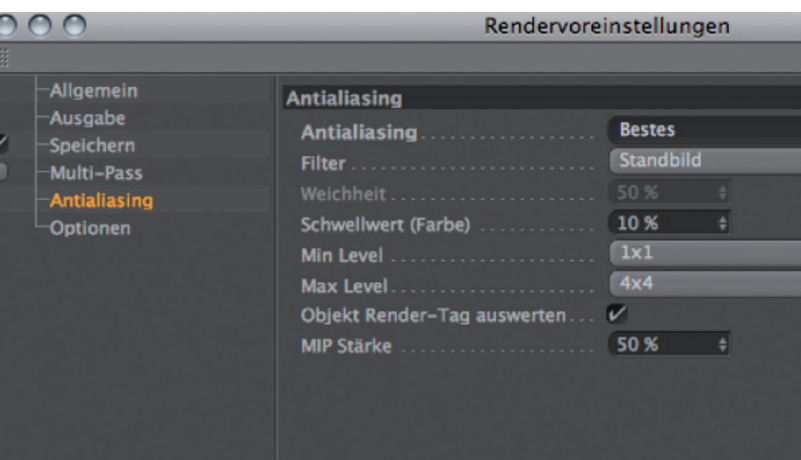 Rendervoreinstellungen
Allgemein
Ausgabe
Speichern
Multi-Pass
Antialiasing
Optionen
Antialiasing
Antialiasing . . . . . . . . . . . . . . . . . Bestes
Filter . . . . . . . . . . . . . . . . . . . . . . . Standbild
Weichheit . . . . . . . . . . . . . . . . . . . 50 %
Schwellwert (Farbe) . . . . . . . . . . . 10 %
Min Level . . . . . . . . . . . . . . . . . . . 1x1
Max Level . . . . . . . . . . . . . . . . . . . 4x4
Objekt Render-Tag auswerten . . .
MIP Stärke . . . . . . . . . . . . . . . . . . 50 %